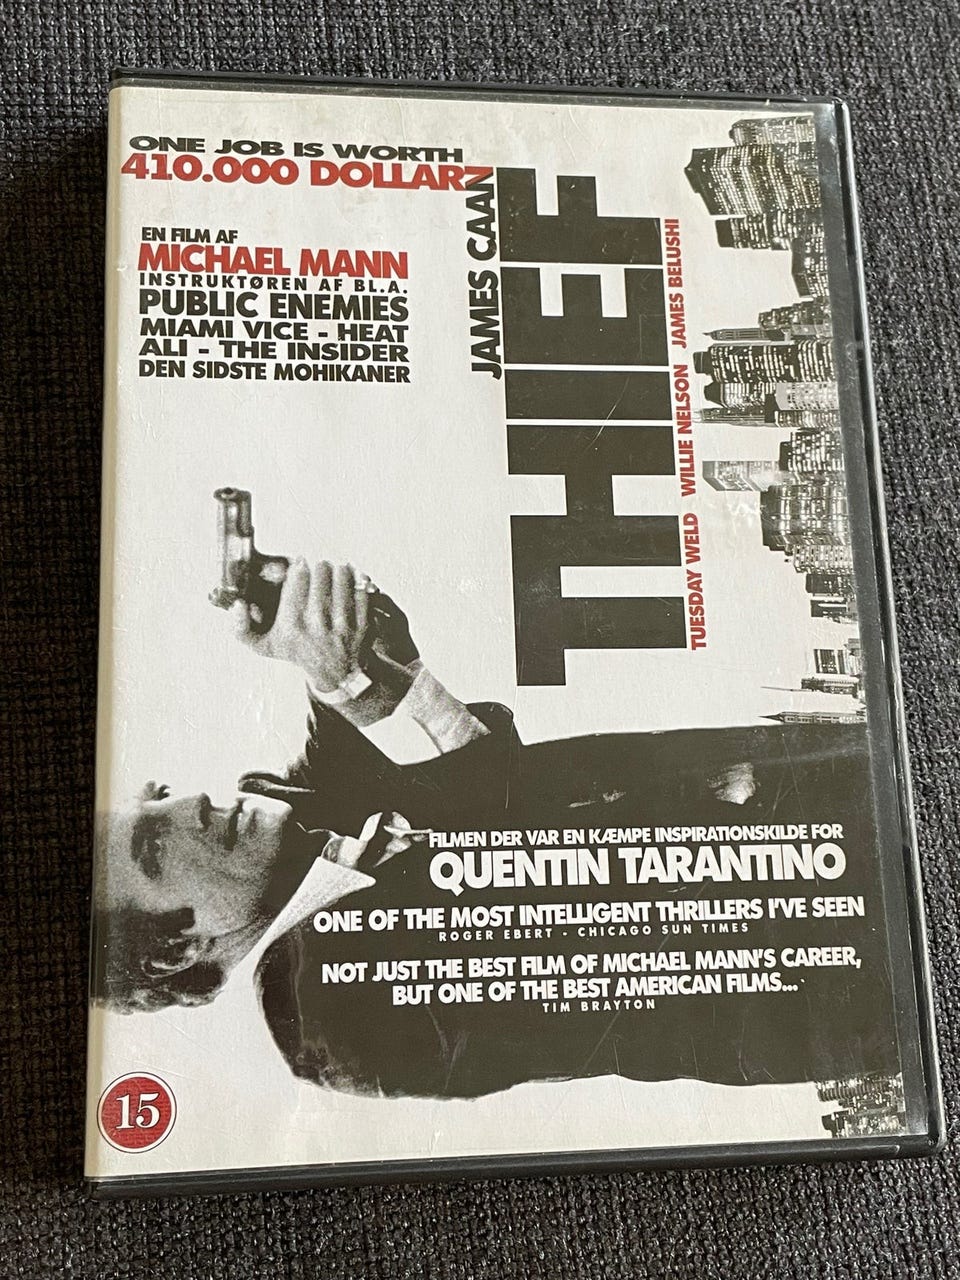 ONE JOB IS WORTH
410.000 DOLLARZ
EN FILM AF
MICHAEL MANN
INSTRUKTØREN AF BL.A.
PUBLIC ENEMIES
MIAMI VICE - HEAT
ALI - THE INSIDER
DEN SIDSTE MOHIKANER
JAMES CAAN
THIEF
TUESDAY WELD WILLIE NELSON JAMES BELUSHI
FILMEN DER VAR EN KÆMPE INSPIRATIONSKILDE FOR
QUENTIN TARANTINO
ONE OF THE MOST INTELLIGENT THRILLERS I'VE SEEN
ROGER EBERT - CHICAGO SUN TIMES
NOT JUST THE BEST FILM OF MICHAEL MANN'S CAREER,
BUT ONE OF THE BEST AMERICAN FILMS...
TIM BRAYTON
15